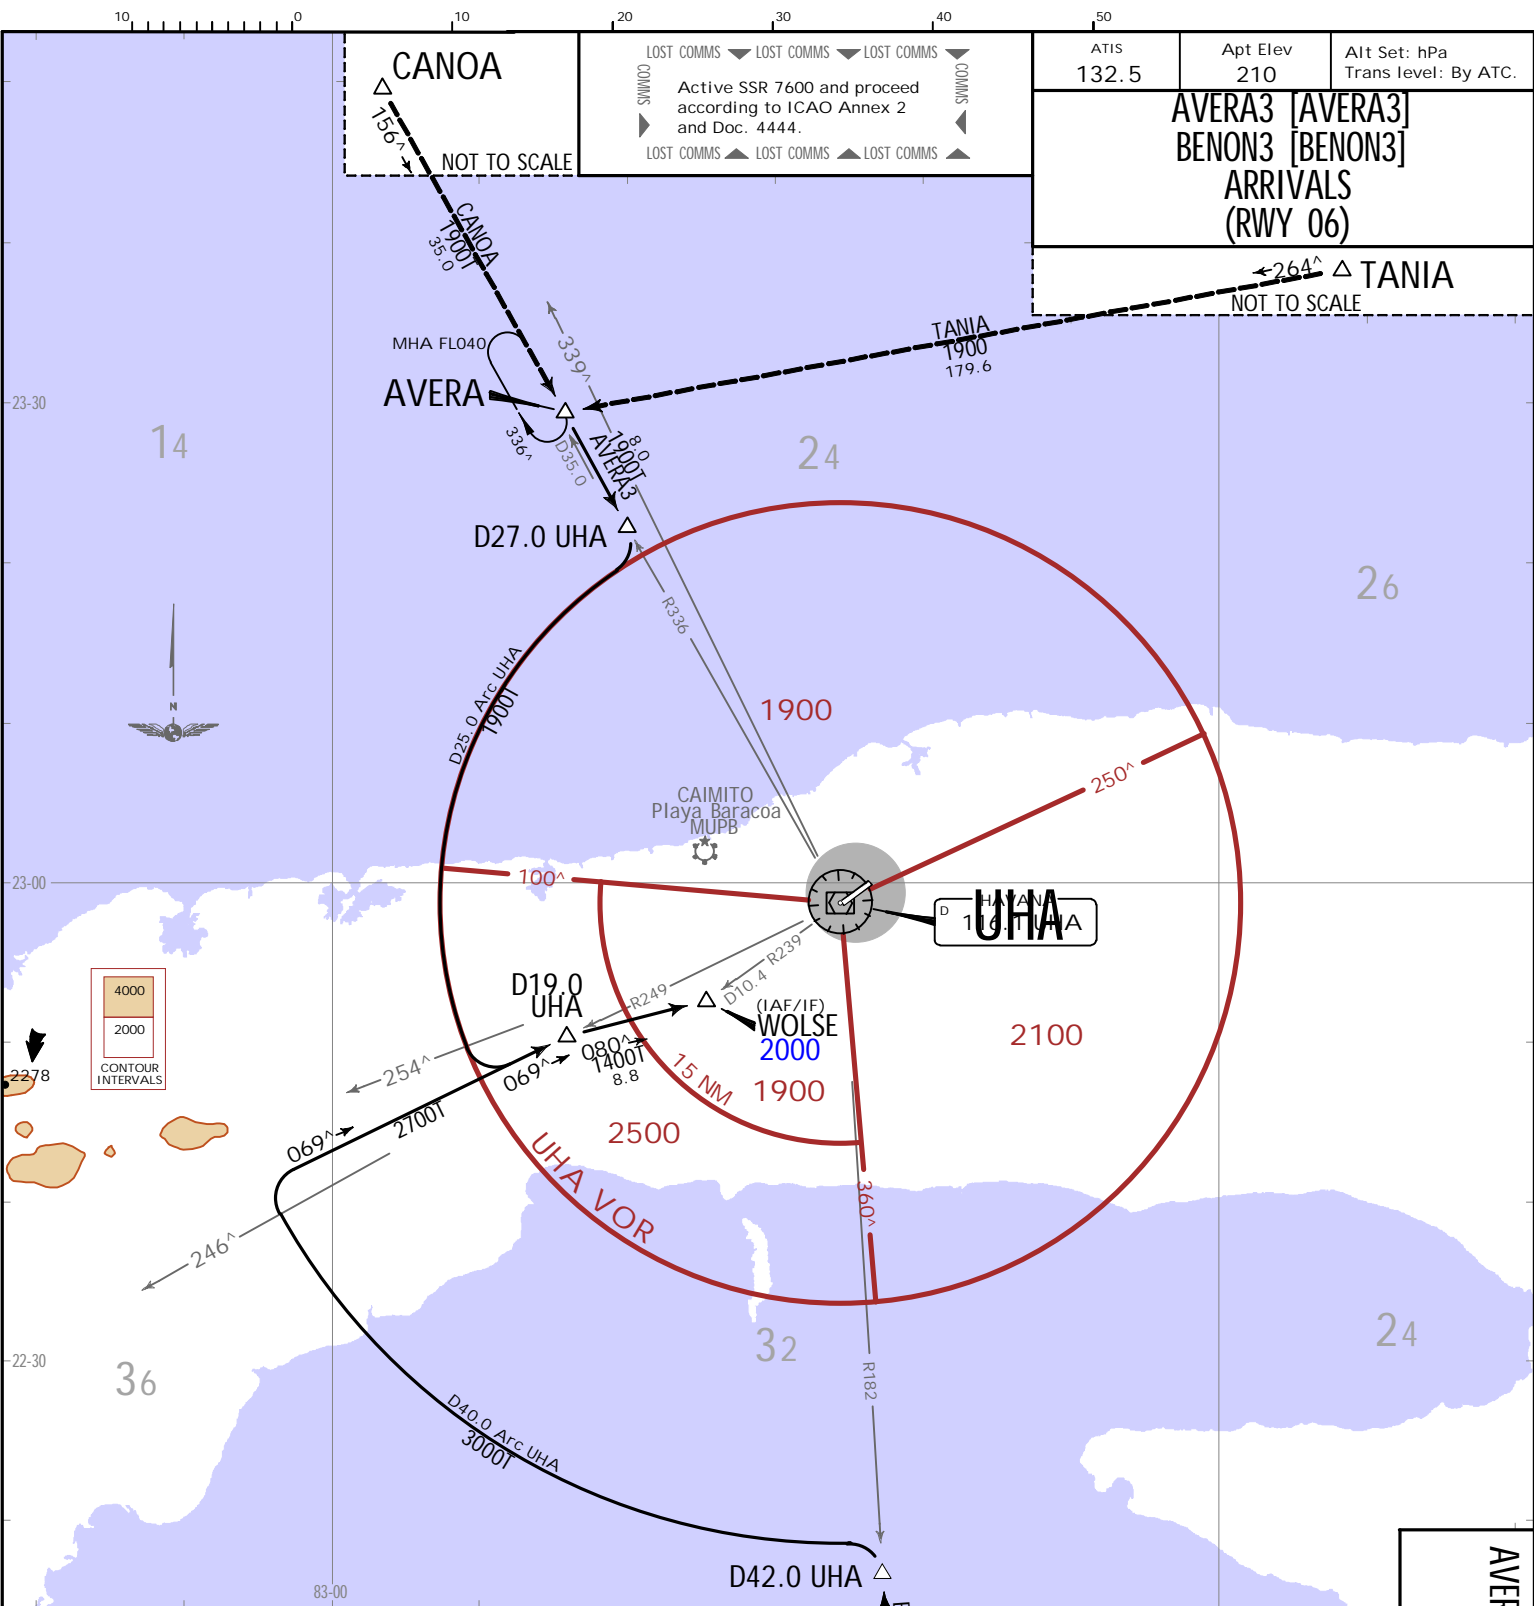 10 0 10 20 30 40 50
CANOA
156^
NOT TO SCALE
LOST COMMS LOST COMMS LOST COMMS
COMMS
COMMS
Active SSR 7600 and proceed
according to ICAO Annex 2
and Doc. 4444.
LOST COMMS LOST COMMS LOST COMMS
ATIS
132.5
Apt Elev
210
Alt Set: hPa
Trans level: By ATC.
AVERA3 [AVERA3]
BENON3 [BENON3]
ARRIVALS
(RWY 06)
264^
TANIA
NOT TO SCALE
CANOA
1900T
35.0
TANIA
1900
179.6
MHA FL040
339^
AVERA
23-30
336^
D35.0
8.0
1900T
AVERA3
14
24
26
D27.0 UHA
R336
D25.0 Arc UHA
1900T
N
1900
250^
CAIMITO
Playa Baracoa
MUPB
100^
23-00
D
HAVANA
116.1 UHA
UHA
R239
D10.4
R249
D19.0
UHA
(IAF/IF)
WOLSE
2000
2100
4000
2000
CONTOUR
INTERVALS
2278
254^
069^
080^
1400T
8.8
15 NM
1900
2500
069^
2700T
UHA VOR
360^
246^
32
24
36
22-30
R182
D40.0 Arc UHA
3000T
D42.0 UHA
83-00
AVER